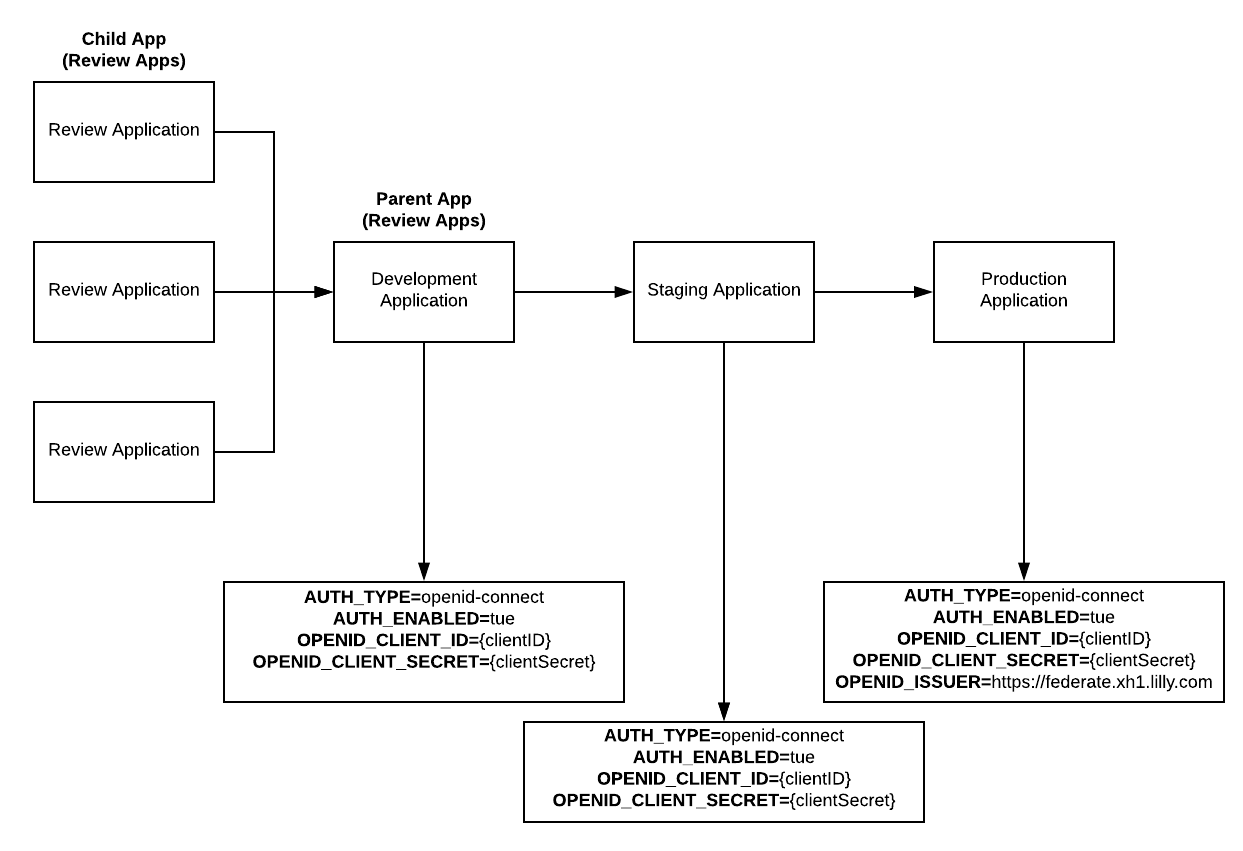 Child App
(Review Apps)
Review Application
Parent App
(Review Apps)
Review Application
Development
Application
Staging Application
Production
Application
Review Application
AUTH_TYPE=openid-connect
AUTH_ENABLED=tue
OPENID_CLIENT_ID={clientID}
OPENID_CLIENT_SECRET={clientSecret}
AUTH_TYPE=openid-connect
AUTH_ENABLED=tue
OPENID_CLIENT_ID={clientID}
OPENID_CLIENT_SECRET={clientSecret}
OPENID_ISSUER=https://federate.xh1.lilly.com
AUTH_TYPE=openid-connect
AUTH_ENABLED=tue
OPENID_CLIENT_ID={clientID}
OPENID_CLIENT_SECRET={clientSecret}